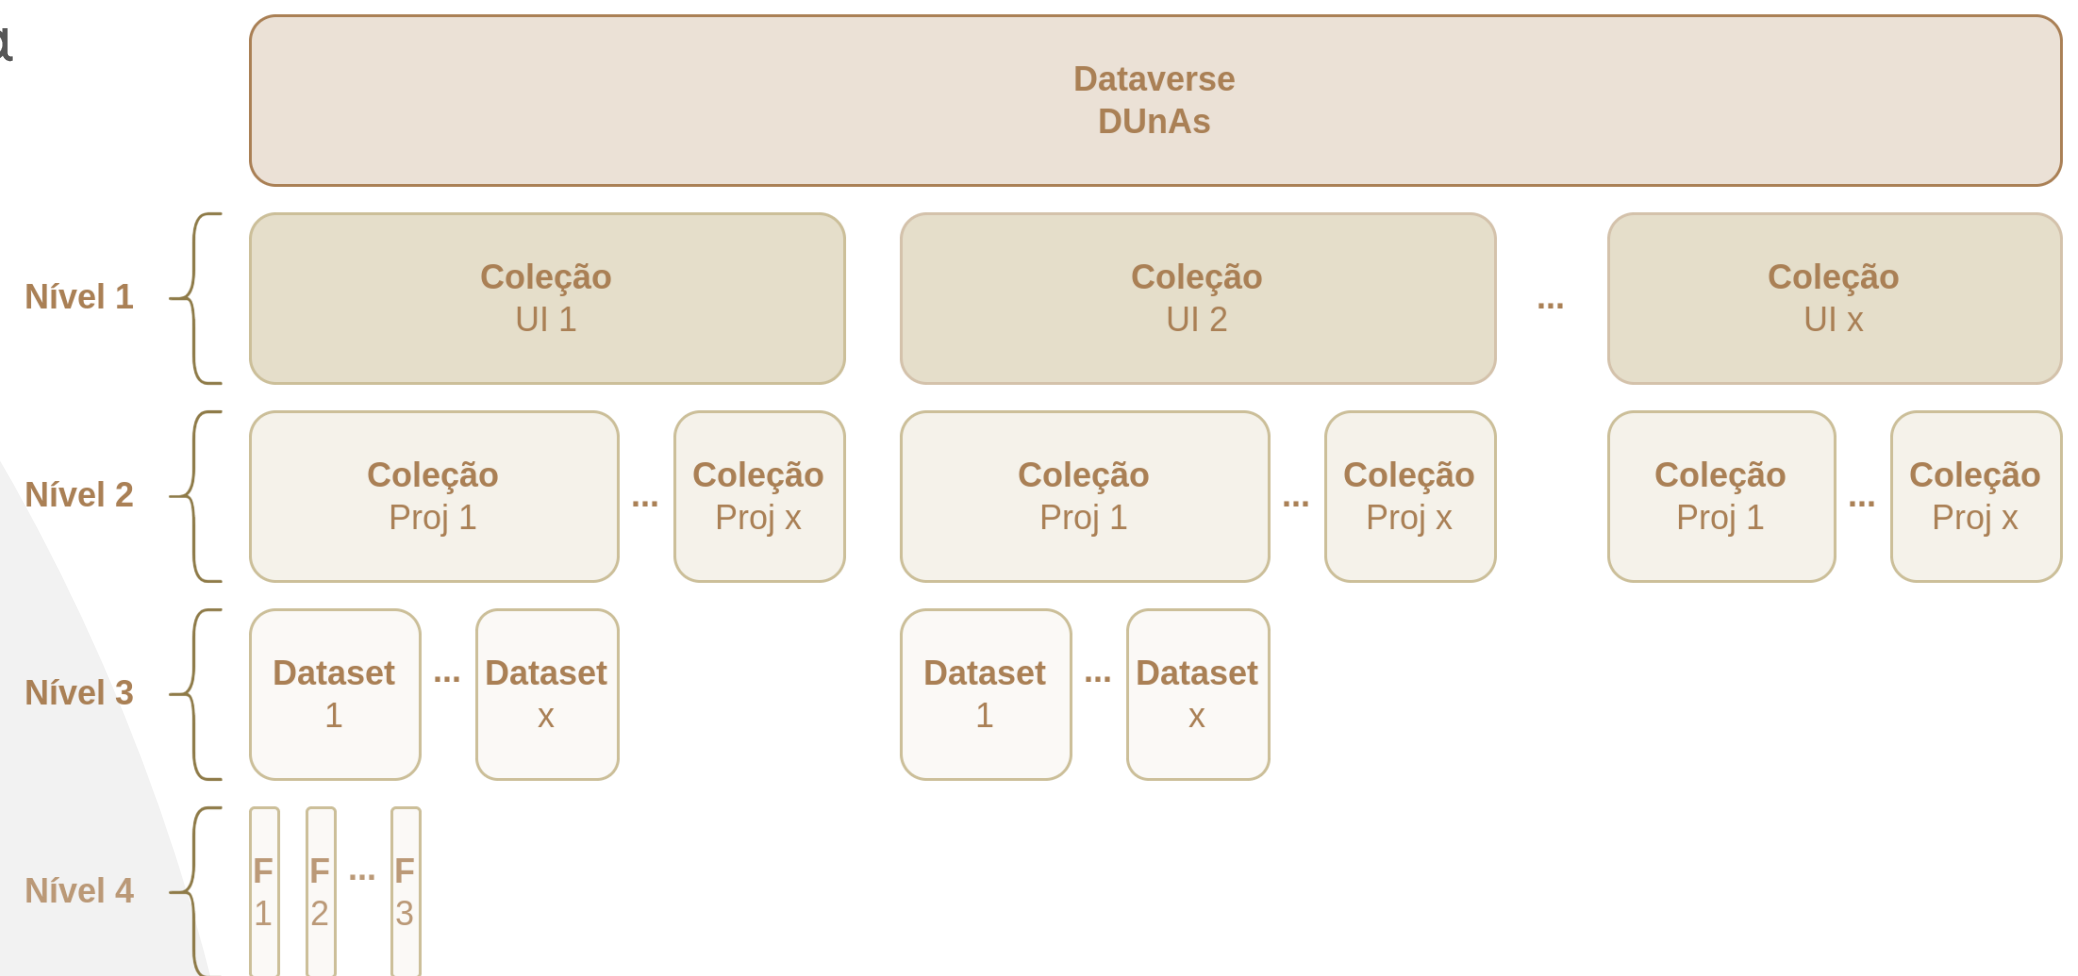 a
Dataverse
DUnAs
Nível 1
Coleção
UI 1
Coleção
UI 2
...
Coleção
UI x
Nível 2
Coleção
Proj 1
...
Coleção
Proj x
Coleção
Proj 1
...
Coleção
Proj x
Coleção
Proj 1
...
Coleção
Proj x
Nível 3
Dataset
1
...
Dataset
x
Dataset
1
...
Dataset
x
Nível 4
F
1
F
2
...
F
3